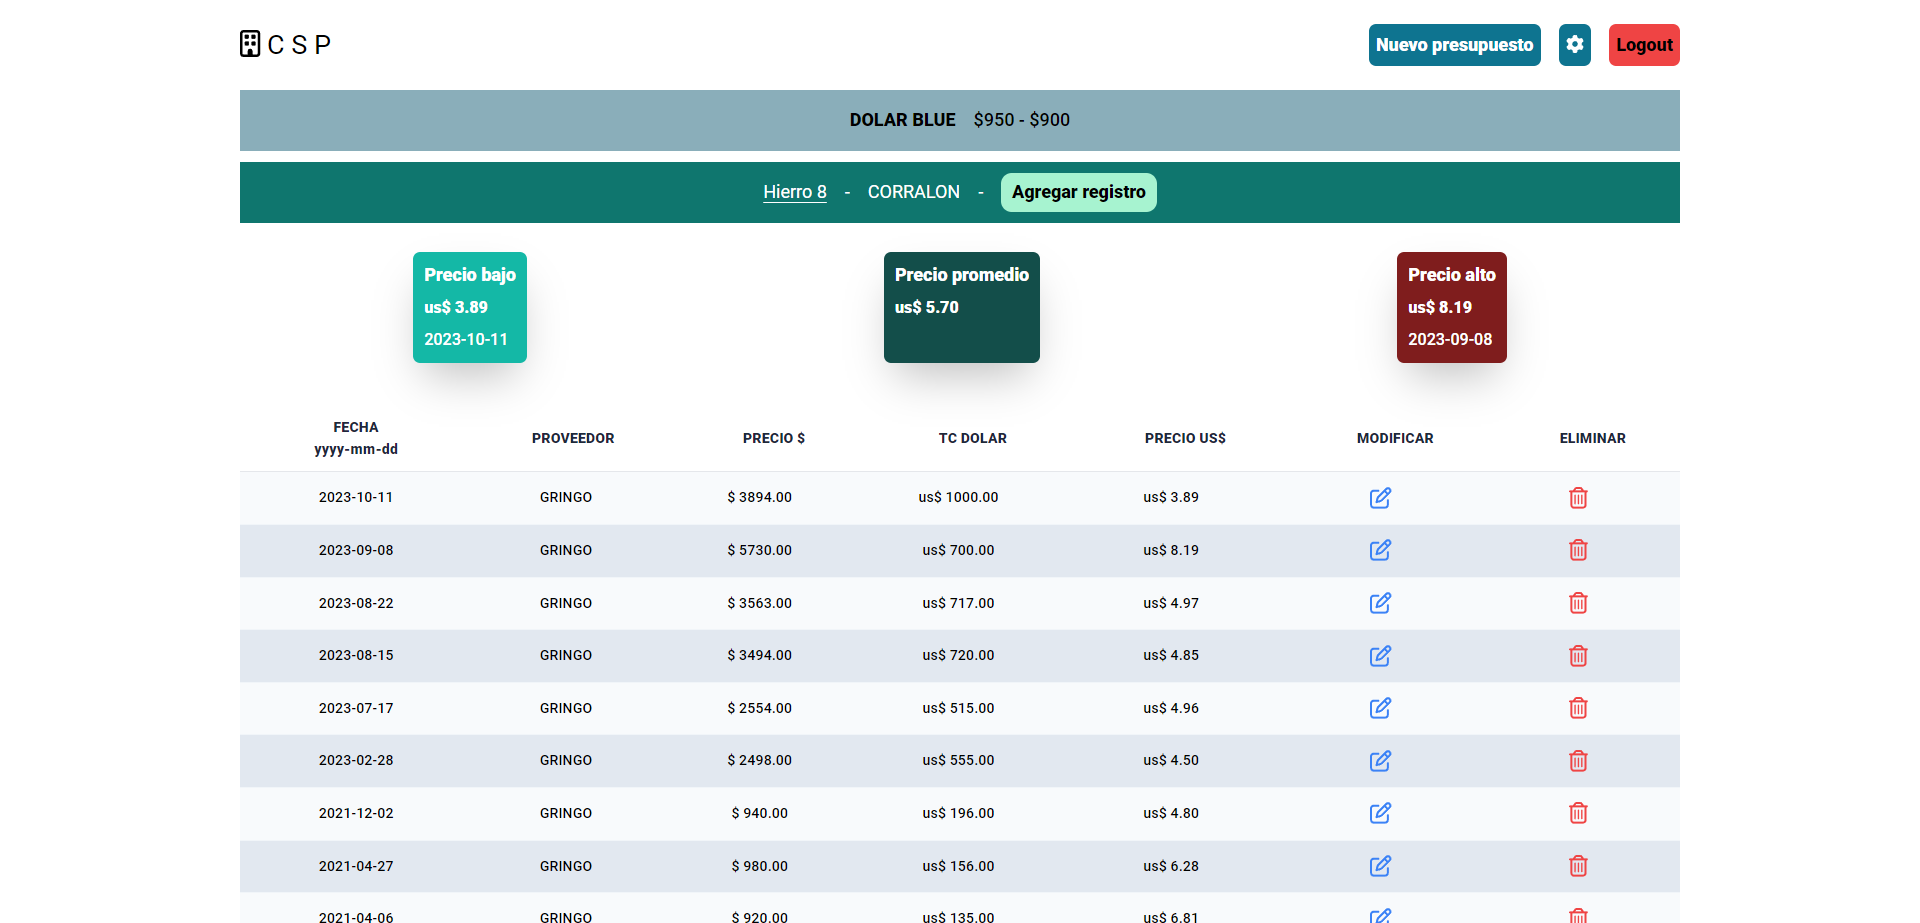 CSP
Nuevo presupuesto
Logout
DOLAR BLUE $950 - $900
Hierro 8 - CORRALON - Agregar registro
Precio bajo
us$ 3.89
2023-10-11
Precio promedio
us$ 5.70
Precio alto
us$ 8.19
2023-09-08
FECHA
yyyy-mm-dd
PROVEEDOR PRECIO $ TC DOLAR PRECIO US$ MODIFICAR ELIMINAR
2023-10-11 GRINGO $ 3894.00 us$ 1000.00 us$ 3.89
2023-09-08 GRINGO $ 5730.00 us$ 700.00 us$ 8.19
2023-08-22 GRINGO $ 3563.00 us$ 717.00 us$ 4.97
2023-08-15 GRINGO $ 3494.00 us$ 720.00 us$ 4.85
2023-07-17 GRINGO $ 2554.00 us$ 515.00 us$ 4.96
2023-02-28 GRINGO $ 2498.00 us$ 555.00 us$ 4.50
2021-12-02 GRINGO $ 940.00 us$ 196.00 us$ 4.80
2021-04-27 GRINGO $ 980.00 us$ 156.00 us$ 6.28
2021-04-06 GRINGO $ 920.00 us$ 135.00 us$ 6.81